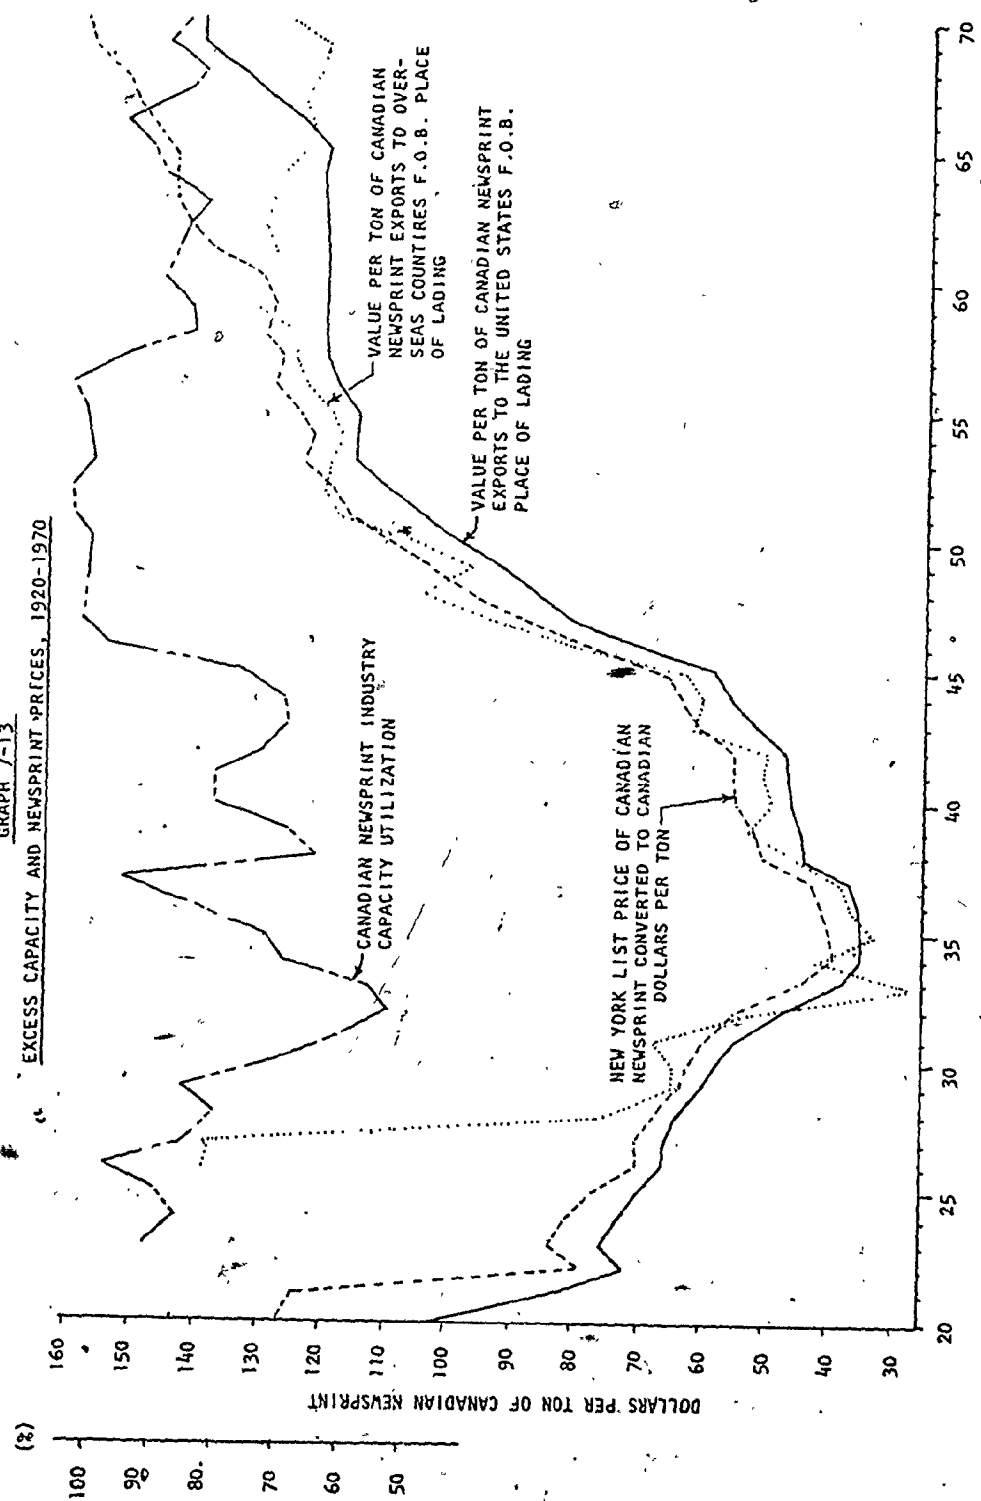 GRAPH 7-13
EXCESS CAPACITY AND NEWSPRINT PRICES, 1920-1970
(%)
100
90
80
70
60
50
DOLLARS PER TON OF CANADIAN NEWSPRINT
160
150
140
130
120
110
100
90
80
70
60
50
40
30
CANADIAN NEWSPRINT INDUSTRY
CAPACITY UTILIZATION
VALUE PER TON OF CANADIAN
NEWSPRINT EXPORTS TO OVER-
SEAS COUNTIRES F.O.B. PLACE
OF LADING
VALUE PER TON OF CANADIAN NEWSPRINT
EXPORTS TO THE UNITED STATES F.O.B.
PLACE OF LADING
NEW YORK LIST PRICE OF CANADIAN
NEWSPRINT CONVERTED TO CANADIAN
DOLLARS PER TON
20
25
30
35
40
45
50
55
60
65
70